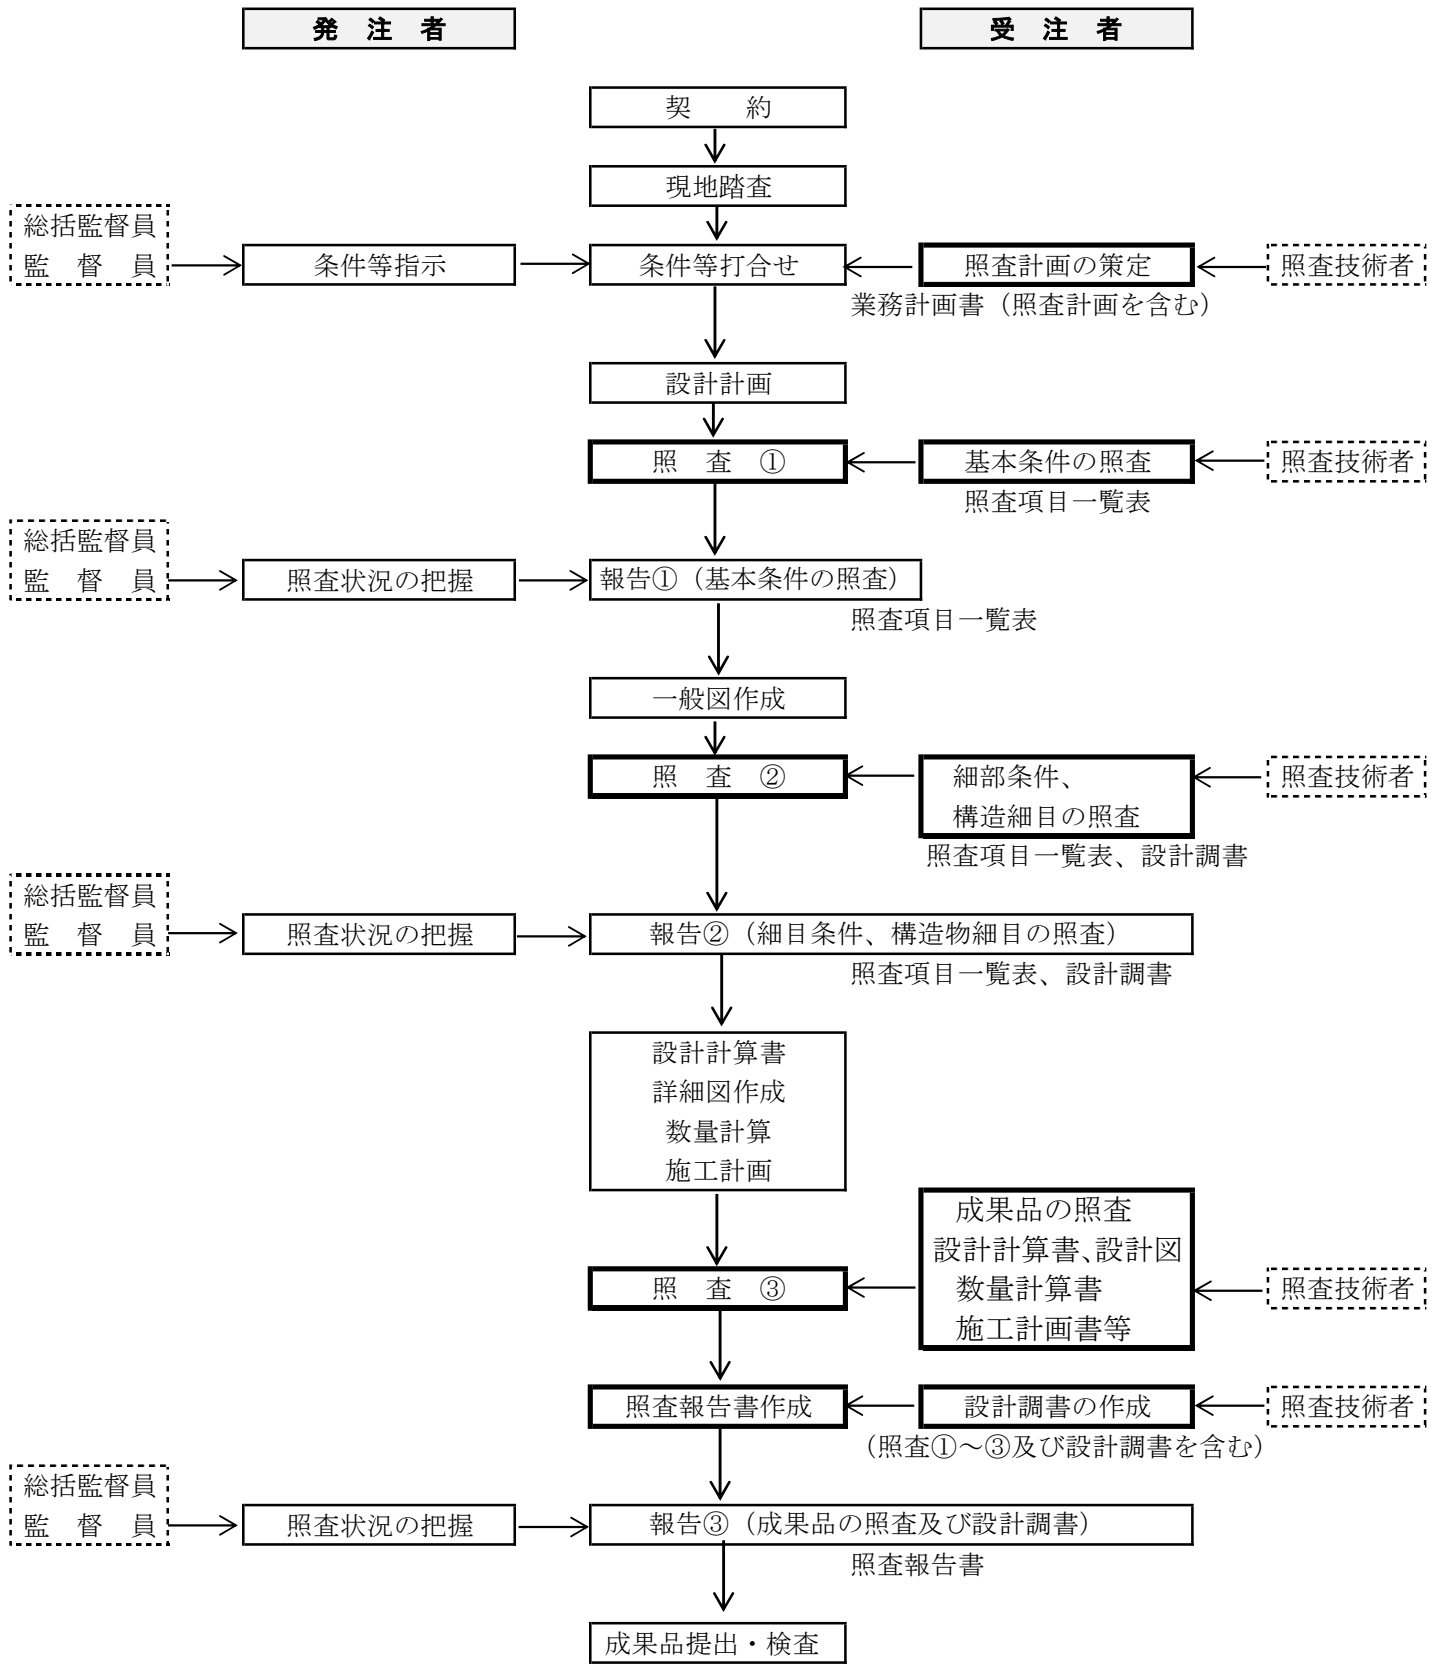 発 注 者
受 注 者
契 約
現地踏査
総括監督員
監 督 員
条件等指示
条件等打合せ
照査計画の策定
照査技術者
業務計画書（照査計画を含む）
設計計画
照 査 ①
基本条件の照査
照査技術者
照査項目一覧表
総括監督員
監 督 員
照査状況の把握
報告①（基本条件の照査）
照査項目一覧表
一般図作成
照 査 ②
細部条件、
構造細目の照査
照査技術者
照査項目一覧表、設計調書
総括監督員
監 督 員
照査状況の把握
報告②（細目条件、構造物細目の照査）
照査項目一覧表、設計調書
設計計算書
詳細図作成
数量計算
施工計画
成果品の照査
設計計算書、設計図
数量計算書
施工計画書等
照 査 ③
照査技術者
照査報告書作成
設計調書の作成
照査技術者
（照査①～③及び設計調書を含む）
総括監督員
監 督 員
照査状況の把握
報告③（成果品の照査及び設計調書）
照査報告書
成果品提出・検査